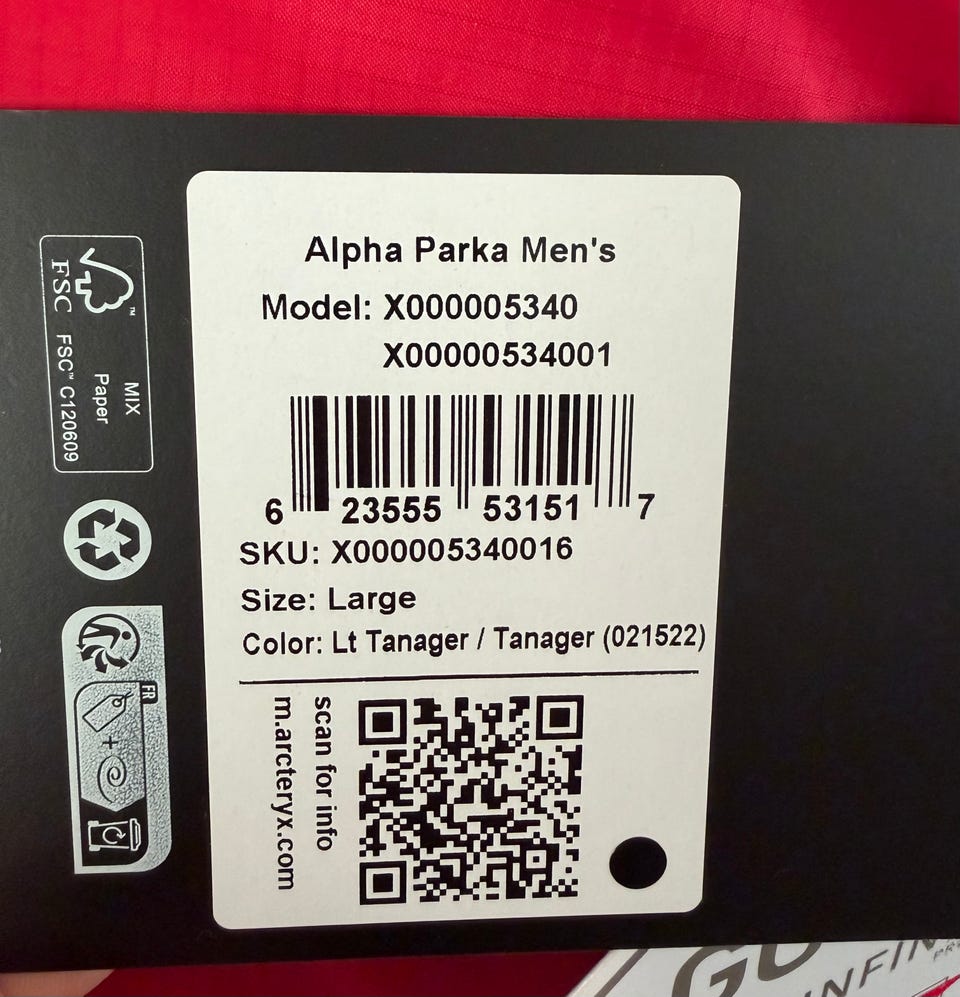 Alpha Parka Men's
Model: X000005340
X00000534001
6 23555 53151 7
SKU: X000005340016
Size: Large
Color: Lt Tanager / Tanager (021522)
scan for info
m.arcteryx.com
FSC™
MIX
Paper
FSC™ C120609
FR